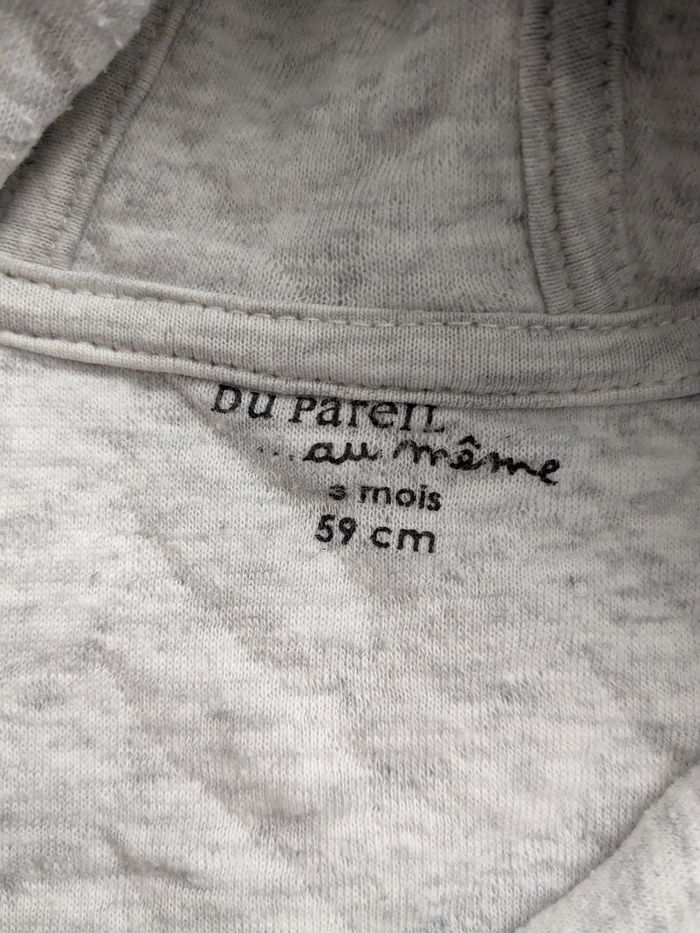 DU PareIL
...au même
3 mois
59 cm